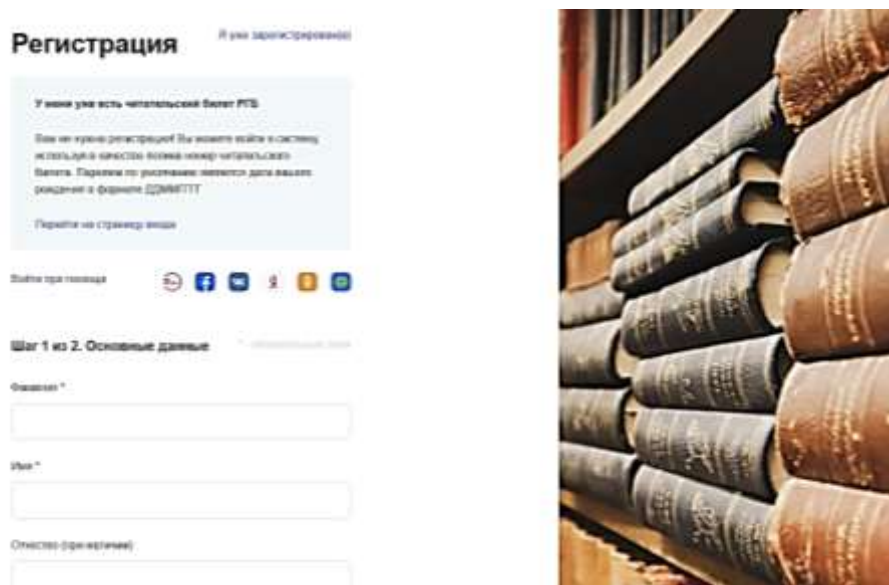 Регистрация
Я уже зарегистрирован(а)
У меня уже есть читательский билет РГБ
Вам не нужна регистрация! Вы можете войти в систему,
используя в качестве логина номер читательского
билета. Паролем по умолчанию является дата вашего
рождения в формате ДДММГГГГ
Перейти на страницу входа
Войти при помощи
Шаг 1 из 2. Основные данные
Фамилия *
Имя *
Отчество (при наличии)